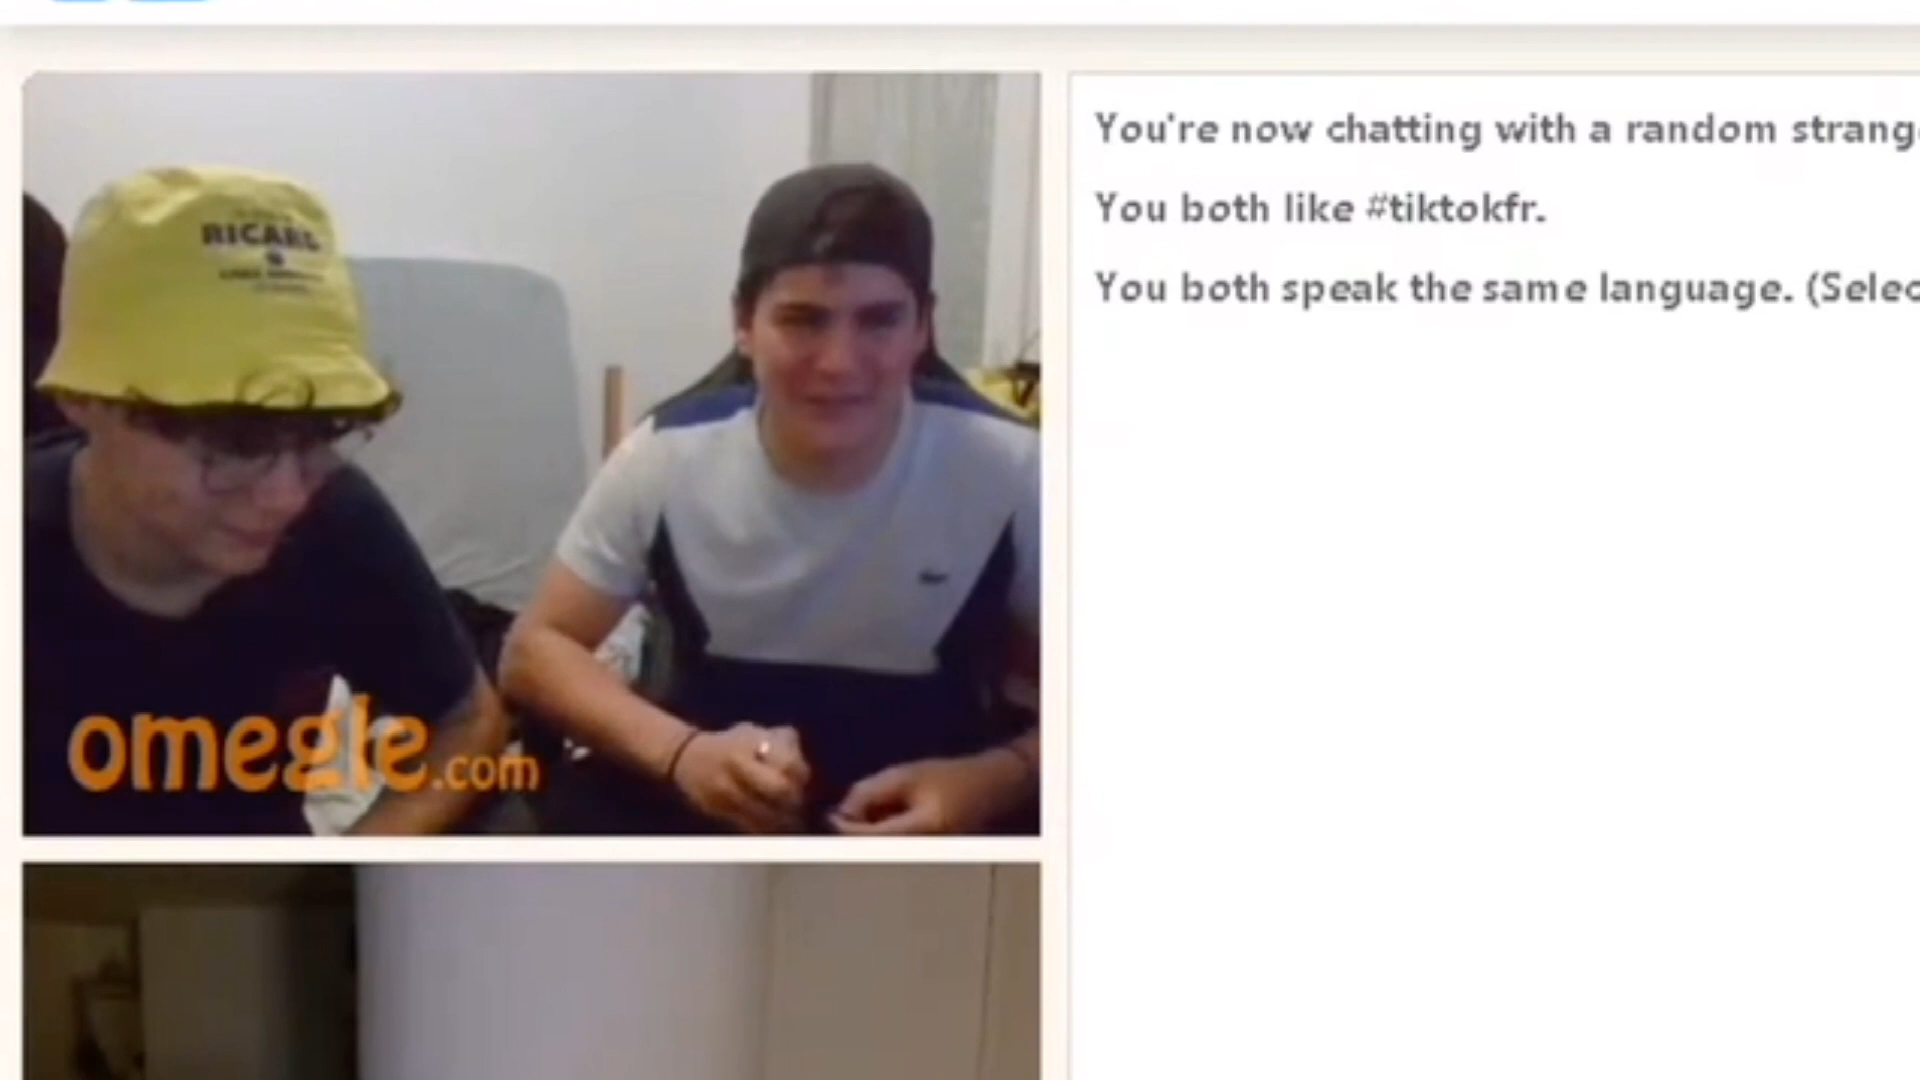 You're now chatting with a random strang
You both like #tiktokfr.
You both speak the same language. (Selec
RICARD
omegle.com